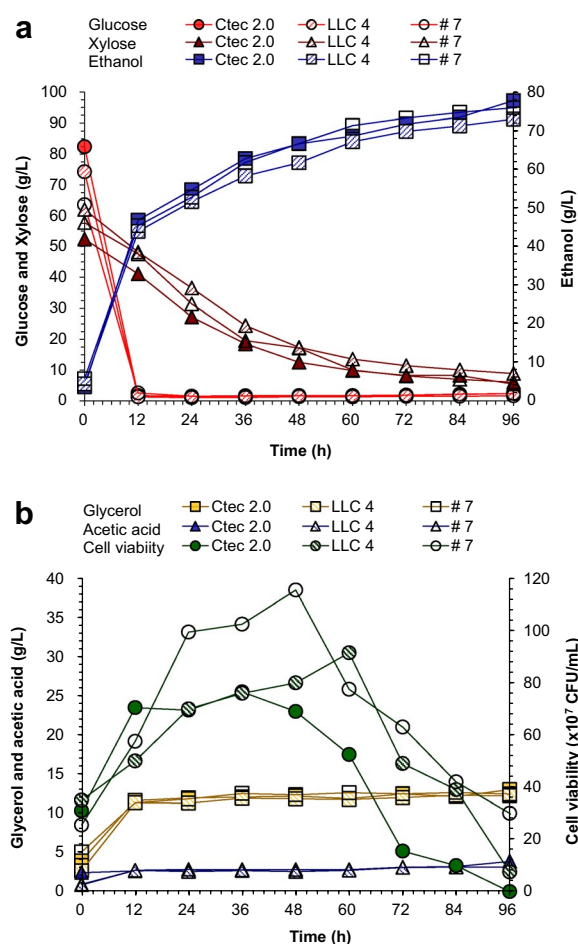 a
Glucose Ctec 2.0 LLC 4 # 7
Xylose Ctec 2.0 LLC 4 # 7
Ethanol Ctec 2.0 LLC 4 # 7
100 80
90
80 70
70 60
60 50
50 40
40
30 30
20 20
10 10
0 0
Glucose and Xylose (g/L)
Ethanol (g/L)
0 12 24 36 48 60 72 84 96
Time (h)
b
Glycerol Ctec 2.0 LLC 4 # 7
Acetic acid Ctec 2.0 LLC 4 # 7
Cell viabiity Ctec 2.0 LLC 4 # 7
40 120
35 100
30
25 80
20 60
15 40
10
5 20
0 0
Glycerol and acetic acid (g/L)
Cell viability (x10⁷ CFU/mL)
0 12 24 36 48 60 72 84 96
Time (h)